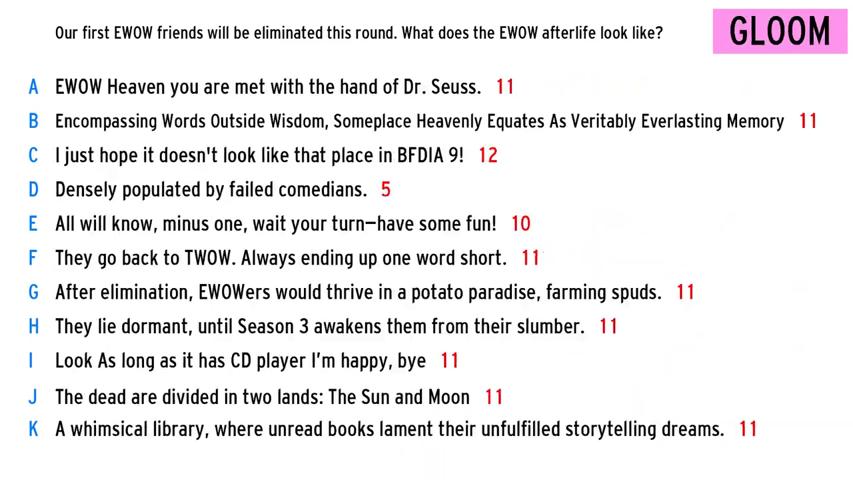 Our first EWOW friends will be eliminated this round. What does the EWOW afterlife look like?
GLOOM
A EWOW Heaven you are met with the hand of Dr. Seuss. 11
B Encompassing Words Outside Wisdom, Someplace Heavenly Equates As Veritably Everlasting Memory 11
C I just hope it doesn't look like that place in BFDIA 9! 12
D Densely populated by failed comedians. 5
E All will know, minus one, wait your turn—have some fun! 10
F They go back to TWOW. Always ending up one word short. 11
G After elimination, EWOWers would thrive in a potato paradise, farming spuds. 11
H They lie dormant, until Season 3 awakens them from their slumber. 11
I Look As long as it has CD player I'm happy, bye 11
J The dead are divided in two lands: The Sun and Moon 11
K A whimsical library, where unread books lament their unfulfilled storytelling dreams. 11